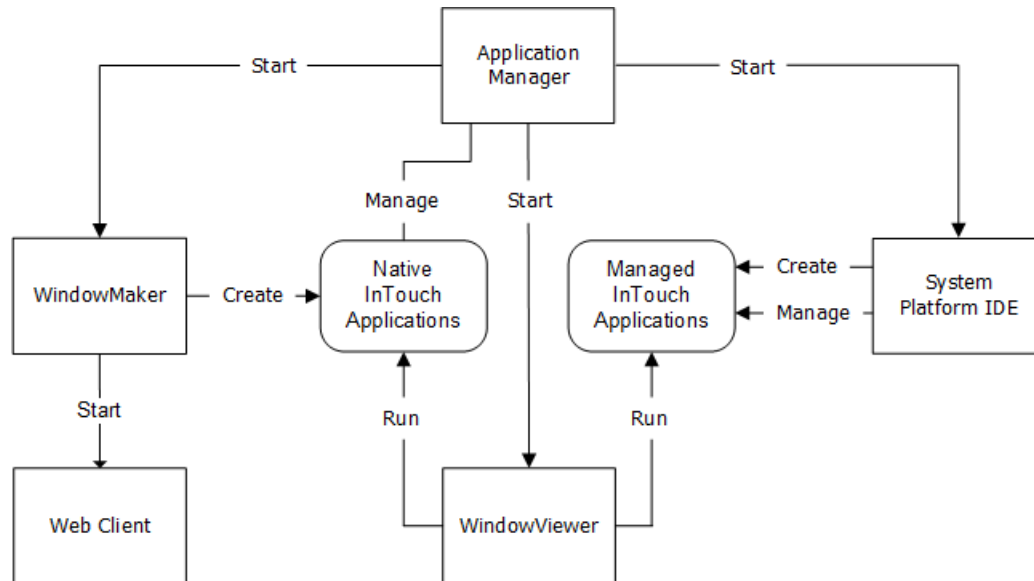 Application
Manager
Start
Start
Manage
Start
WindowMaker
Create
Native
InTouch
Applications
Managed
InTouch
Applications
Create
Manage
System
Platform IDE
Start
Run
Run
Web Client
WindowViewer